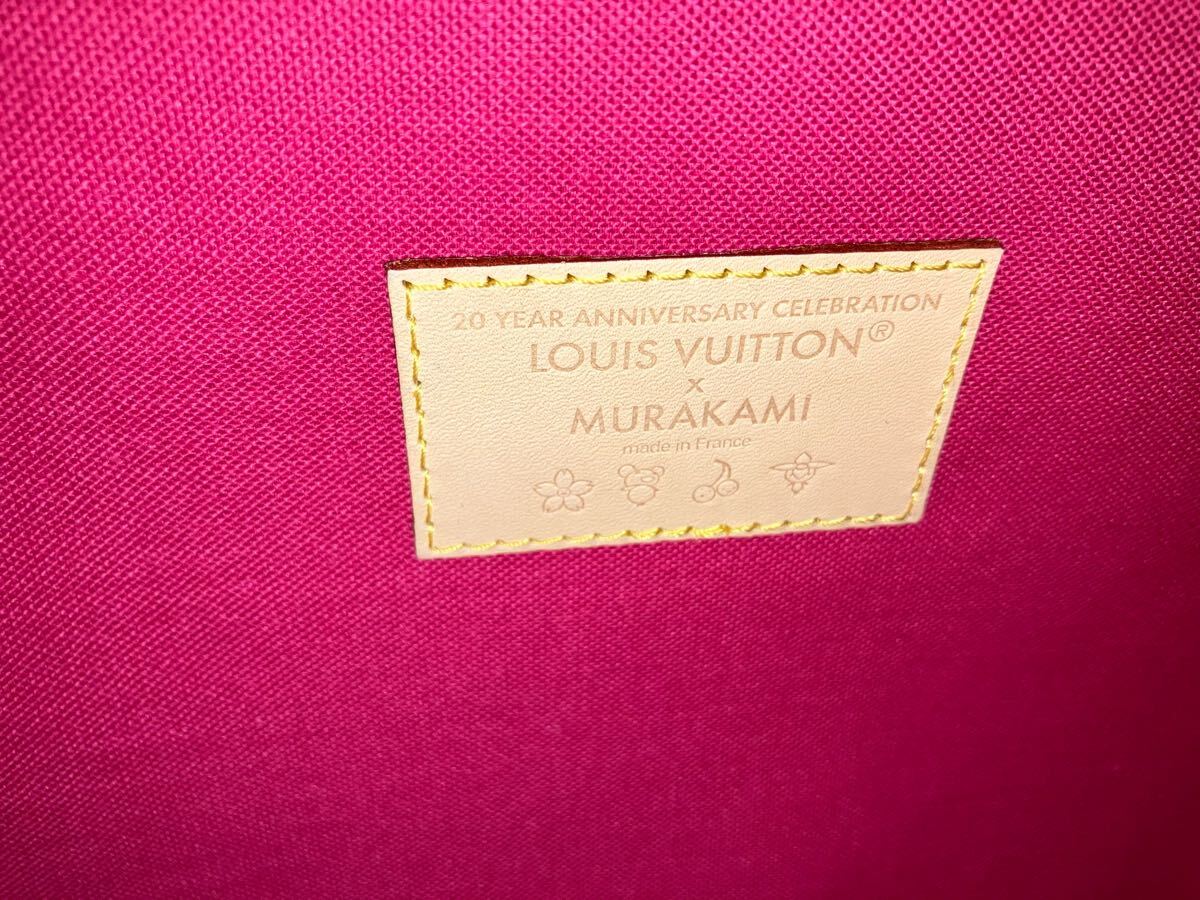 20 YEAR ANNIVERSARY CELEBRATION
LOUIS VUITTON®
x
MURAKAMI
made in France